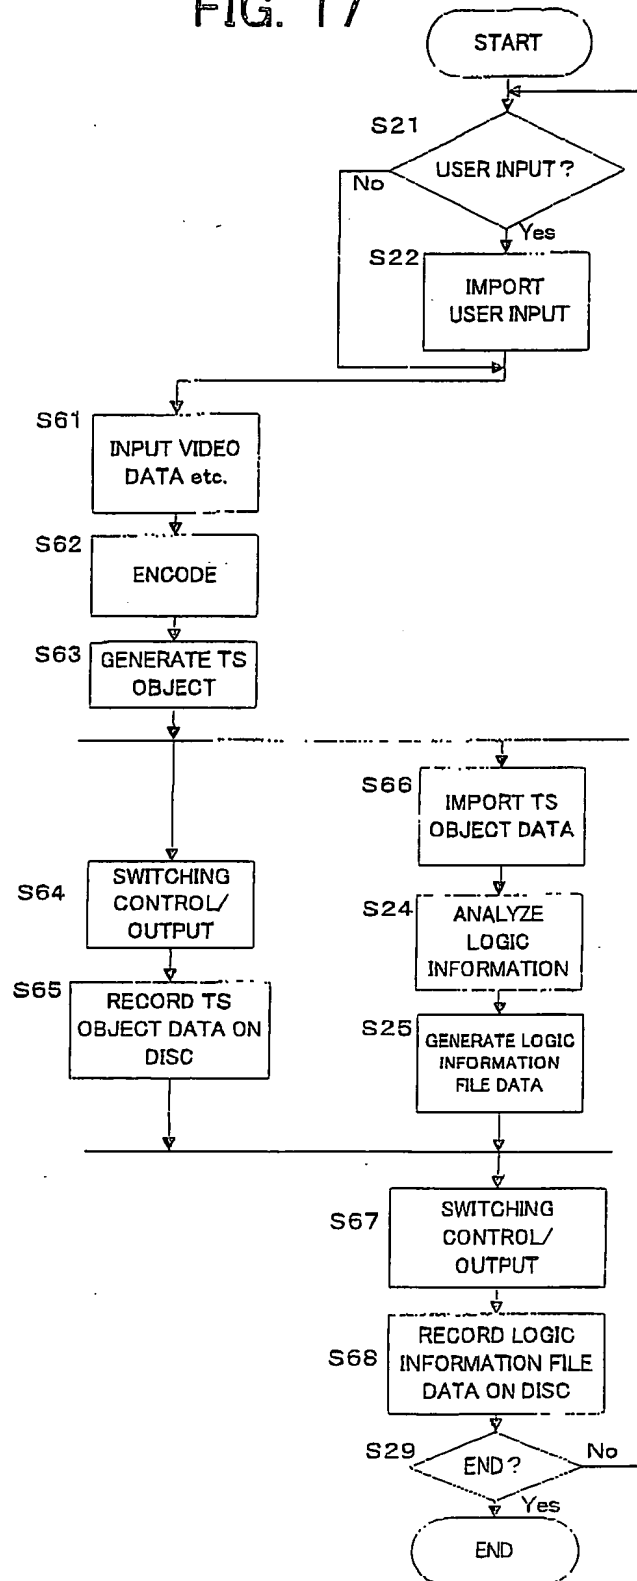 FIG. 17
START
S21
USER INPUT?
No
Yes
S22
IMPORT
USER INPUT
S61
INPUT VIDEO
DATA etc.
S62
ENCODE
S63
GENERATE TS
OBJECT
S66
IMPORT TS
OBJECT DATA
S64
SWITCHING
CONTROL/
OUTPUT
S24
ANALYZE
LOGIC
INFORMATION
S65
RECORD TS
OBJECT DATA ON
DISC
S25
GENERATE LOGIC
INFORMATION
FILE DATA
S67
SWITCHING
CONTROL/
OUTPUT
S68
RECORD LOGIC
INFORMATION FILE
DATA ON DISC
S29
END?
No
Yes
END